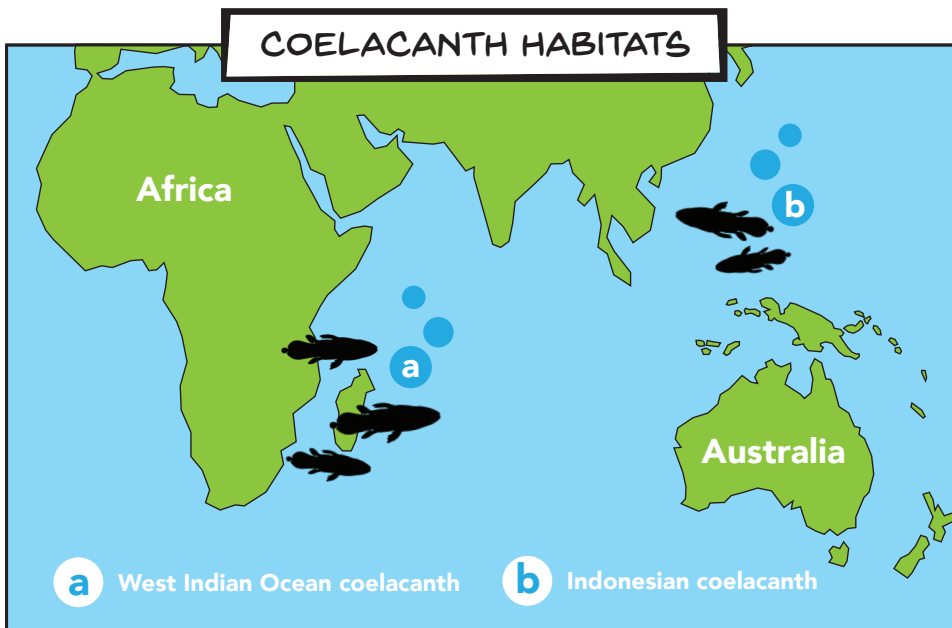 COELACANTH HABITATS
Africa
b
a
Australia
a West Indian Ocean coelacanth
b Indonesian coelacanth